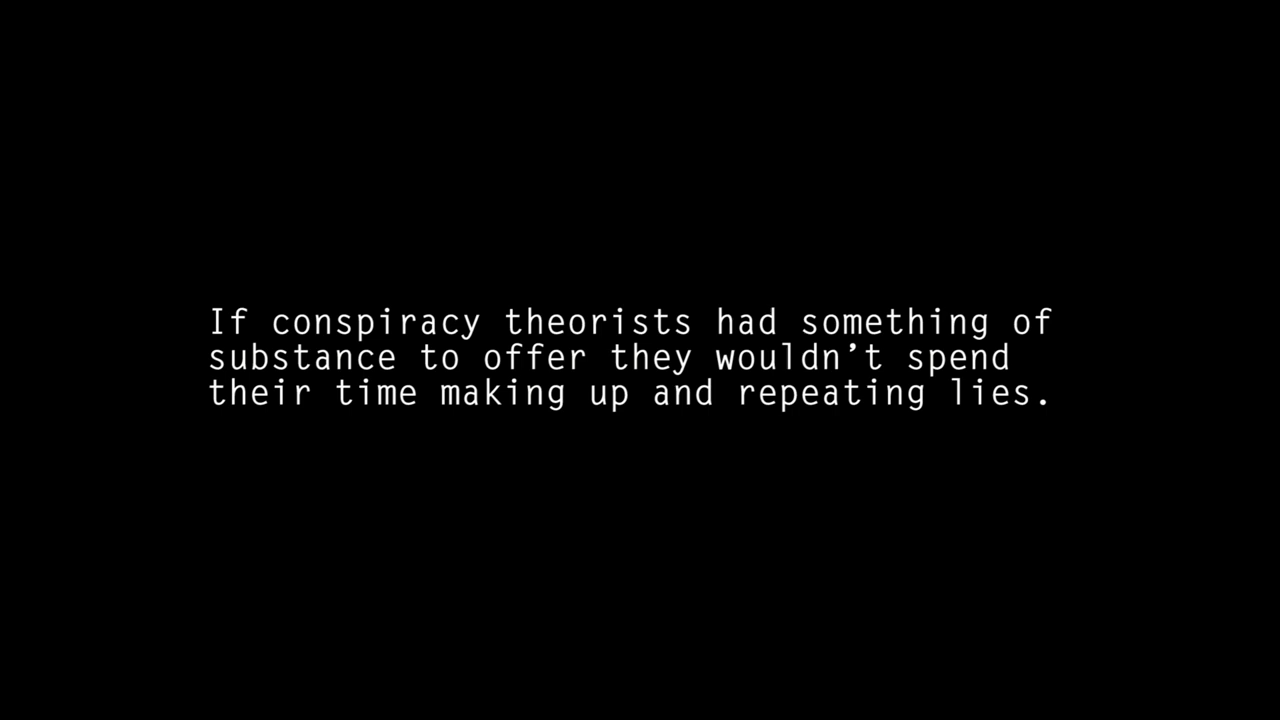 If conspiracy theorists had something of
substance to offer they wouldn’t spend
their time making up and repeating lies.